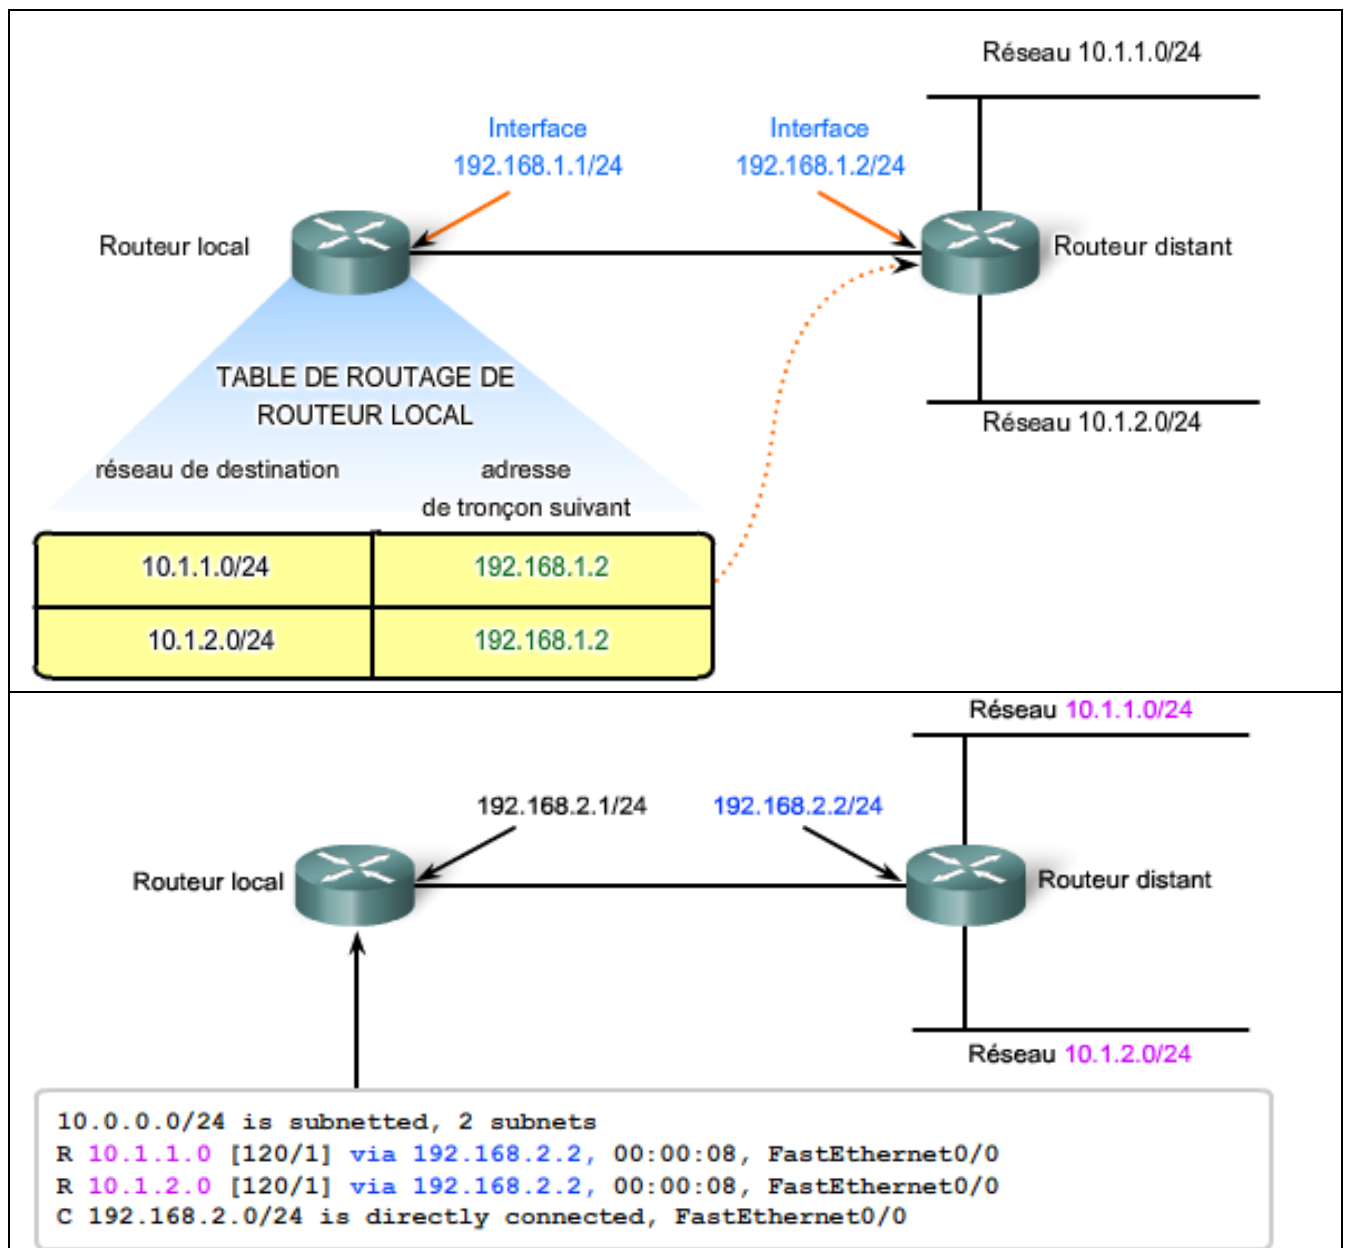 Réseau 10.1.1.0/24
Interface
192.168.1.1/24
Interface
192.168.1.2/24
Routeur local
Routeur distant
TABLE DE ROUTAGE DE
ROUTEUR LOCAL
Réseau 10.1.2.0/24
réseau de destination
adresse
de tronçon suivant
10.1.1.0/24
192.168.1.2
10.1.2.0/24
192.168.1.2
Réseau 10.1.1.0/24
192.168.2.1/24
192.168.2.2/24
Routeur local
Routeur distant
Réseau 10.1.2.0/24
10.0.0.0/24 is subnetted, 2 subnets
R 10.1.1.0 [120/1] via 192.168.2.2, 00:00:08, FastEthernet0/0
R 10.1.2.0 [120/1] via 192.168.2.2, 00:00:08, FastEthernet0/0
C 192.168.2.0/24 is directly connected, FastEthernet0/0